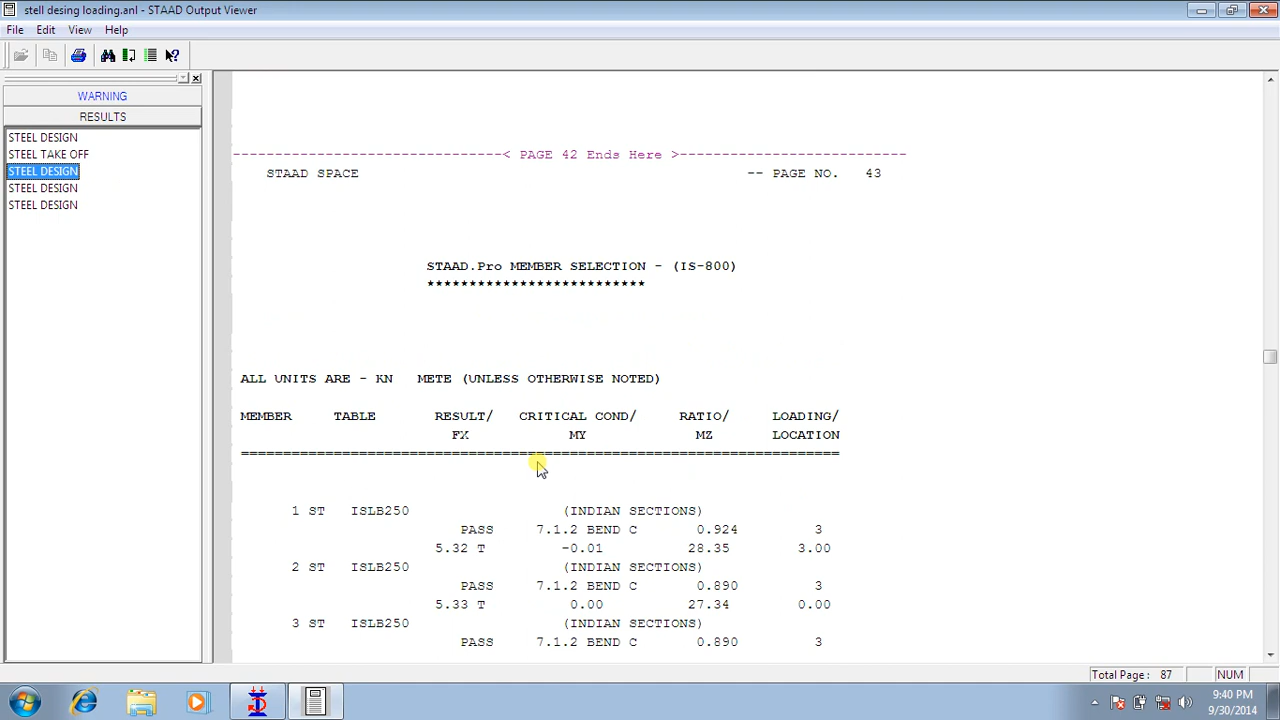 stell desing loading.anl - STAAD Output Viewer
File Edit View Help
WARNING
RESULTS
STEEL DESIGN
STEEL TAKE OFF
STEEL DESIGN
STEEL DESIGN
STEEL DESIGN
--------------------------------< PAGE 42 Ends Here >---------------------------
STAAD SPACE -- PAGE NO. 43
STAAD.Pro MEMBER SELECTION - (IS-800)
**************************
ALL UNITS ARE - KN METE (UNLESS OTHERWISE NOTED)
MEMBER TABLE RESULT/ CRITICAL COND/ RATIO/ LOADING/
FX MY MZ LOCATION
=======================================================================
1 ST ISLB250 (INDIAN SECTIONS)
PASS 7.1.2 BEND C 0.924 3
5.32 T -0.01 28.35 3.00
2 ST ISLB250 (INDIAN SECTIONS)
PASS 7.1.2 BEND C 0.890 3
5.33 T 0.00 27.34 0.00
3 ST ISLB250 (INDIAN SECTIONS)
PASS 7.1.2 BEND C 0.890 3
Total Page : 87 NUM
9:40 PM
9/30/2014